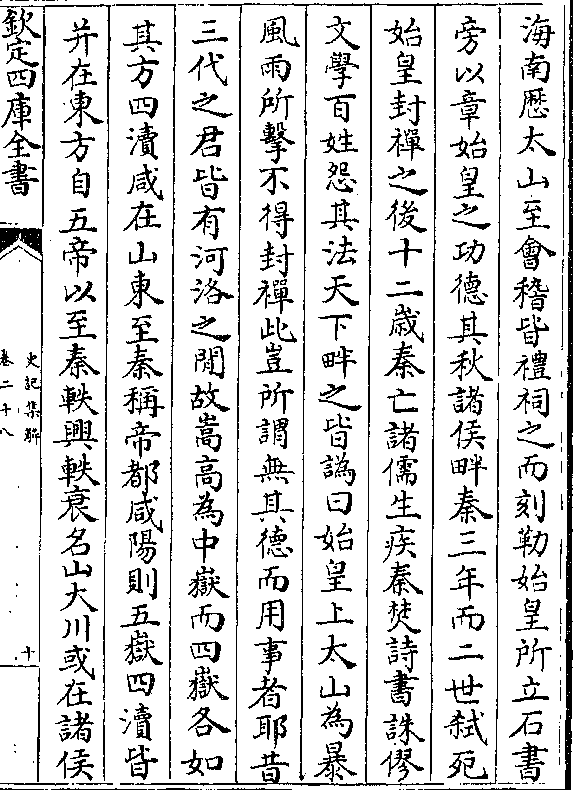 海南歴太山至會稽皆禮祠之而刻勒始皇所立石書
旁以章始皇之功德其秋諸侯畔秦三年而二世弑死
始皇封禪之後十二歲秦亡諸儒生疾秦焚詩書誅僇
文學百姓怨其法天下畔之皆譌曰始皇上太山為暴
風雨所擊不得封禪此豈所謂無其德而用事者耶昔
三代之君皆有河洛之閒故嵩高為中嶽而四嶽各如
其方四瀆咸在山東至秦稱帝都咸陽則五嶽四瀆皆
并在東方自五帝以至秦軼興軼衰名山大川或在諸侯
欽定四庫全書
史記集解
卷二十八
十